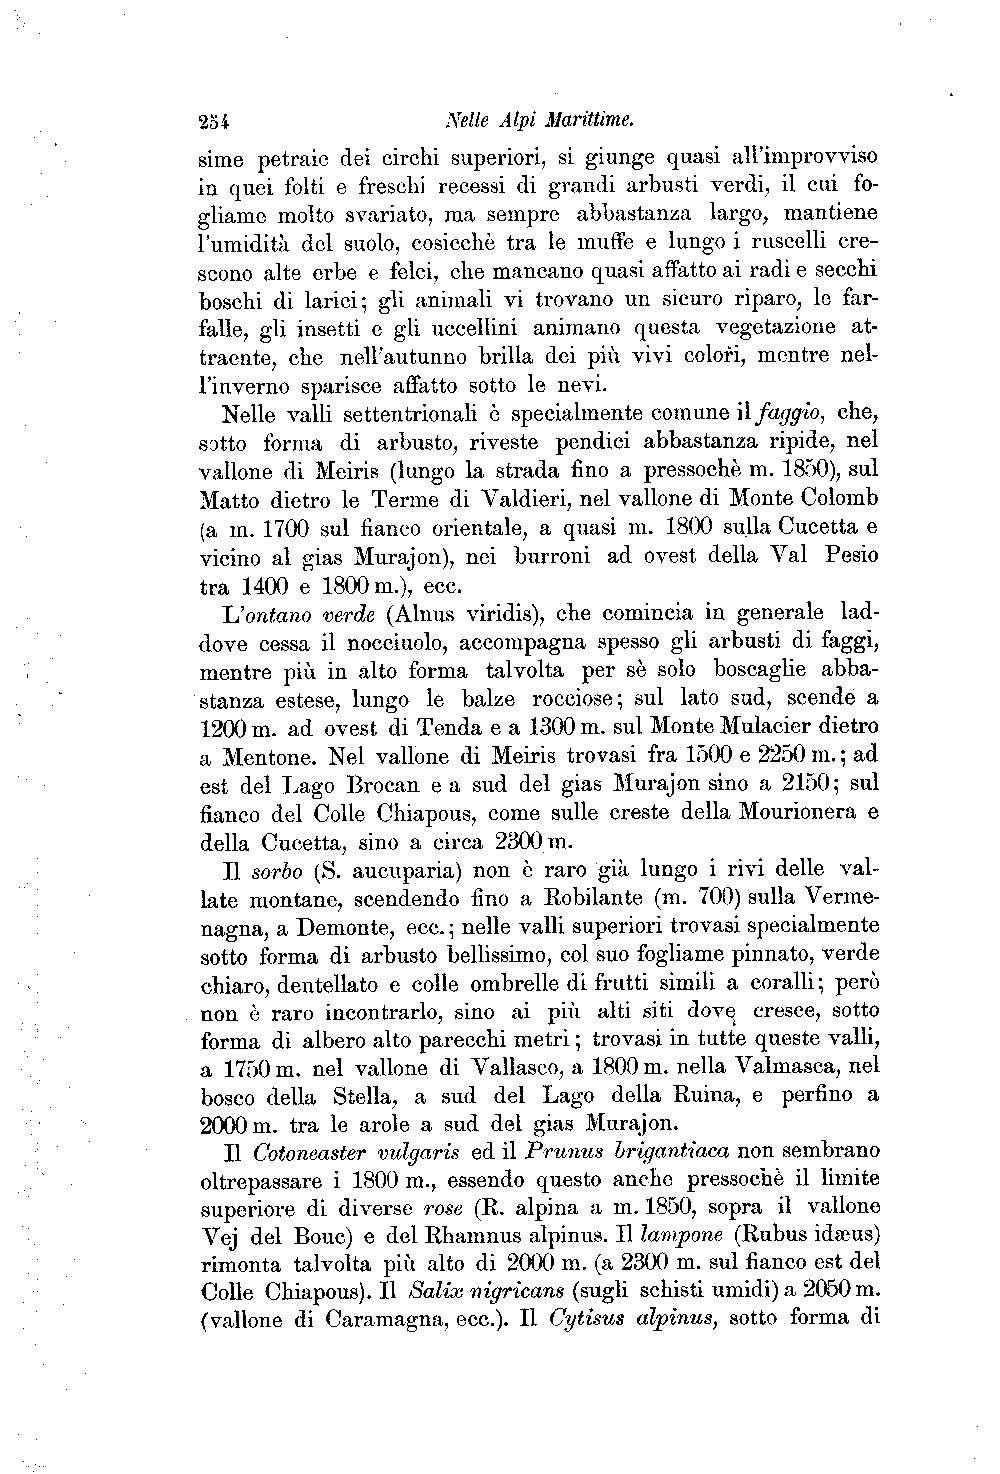 254 Nelle Alpi Marittime.
sime petraie dei circhi superiori, si giunge quasi all'improvviso
in quei folti e freschi recessi di grandi arbusti verdi, il cui fo-
gliame molto svariato, ma sempre abbastanza largo, mantiene
l'umidità del suolo, cosicchè tra le muffe e lungo i ruscelli cre-
scono alte erbe e felci, che mancano quasi affatto ai radi e secchi
boschi di larici; gli animali vi trovano un sicuro riparo, le far-
falle, gli insetti e gli uccellini animano questa vegetazione at-
traente, che nell'autunno brilla dei più vivi colori, mentre nel-
l'inverno sparisce affatto sotto le nevi.
Nelle valli settentrionali è specialmente comune il faggio, che,
sotto forma di arbusto, riveste pendici abbastanza ripide, nel
vallone di Meiris (lungo la strada fino a pressochè m. 1850), sul
Matto dietro le Terme di Valdieri, nel vallone di Monte Colomb
(a m. 1700 sul fianco orientale, a quasi m. 1800 sulla Cucetta e
vicino al gias Murajon), nei burroni ad ovest della Val Pesio
tra 1400 e 1800 m.), ecc.
L'ontano verde (Alnus viridis), che comincia in generale lad-
dove cessa il nocciuolo, accompagna spesso gli arbusti di faggi,
mentre più in alto forma talvolta per sè solo boscaglie abba-
stanza estese, lungo le balze rocciose; sul lato sud, scende a
1200 m. ad ovest di Tenda e a 1300 m. sul Monte Mulacier dietro
a Mentone. Nel vallone di Meiris trovasi fra 1500 e 2250 m.; ad
est del Lago Brocan e a sud del gias Murajon sino a 2150; sul
fianco del Colle Chiapous, come sulle creste della Mourionera e
della Cucetta, sino a circa 2300 m.
Il sorbo (S. aucuparia) non è raro già lungo i rivi delle val-
late montane, scendendo fino a Robilante (m. 700) sulla Verme-
nagna, a Demonte, ecc.; nelle valli superiori trovasi specialmente
sotto forma di arbusto bellissimo, col suo fogliame pinnato, verde
chiaro, dentellato e colle ombrelle di frutti simili a coralli; però
non è raro incontrarlo, sino ai più alti siti dove cresce, sotto
forma di albero alto parecchi metri; trovasi in tutte queste valli,
a 1750 m. nel vallone di Vallasco, a 1800 m. nella Valmasca, nel
bosco della Stella, a sud del Lago della Ruina, e perfino a
2000 m. tra le arole a sud del gias Murajon.
Il Cotoneaster vulgaris ed il Prunus brigantiaca non sembrano
oltrepassare i 1800 m., essendo questo anche pressochè il limite
superiore di diverse rose (R. alpina a m. 1850, sopra il vallone
Vej del Bouc) e del Rhamnus alpinus. Il lampone (Rubus idæus)
rimonta talvolta più alto di 2000 m. (a 2300 m. sul fianco est del
Colle Chiapous). Il Salix nigricans (sugli schisti umidi) a 2050 m.
(vallone di Caramagna, ecc.). Il Cytisus alpinus, sotto forma di